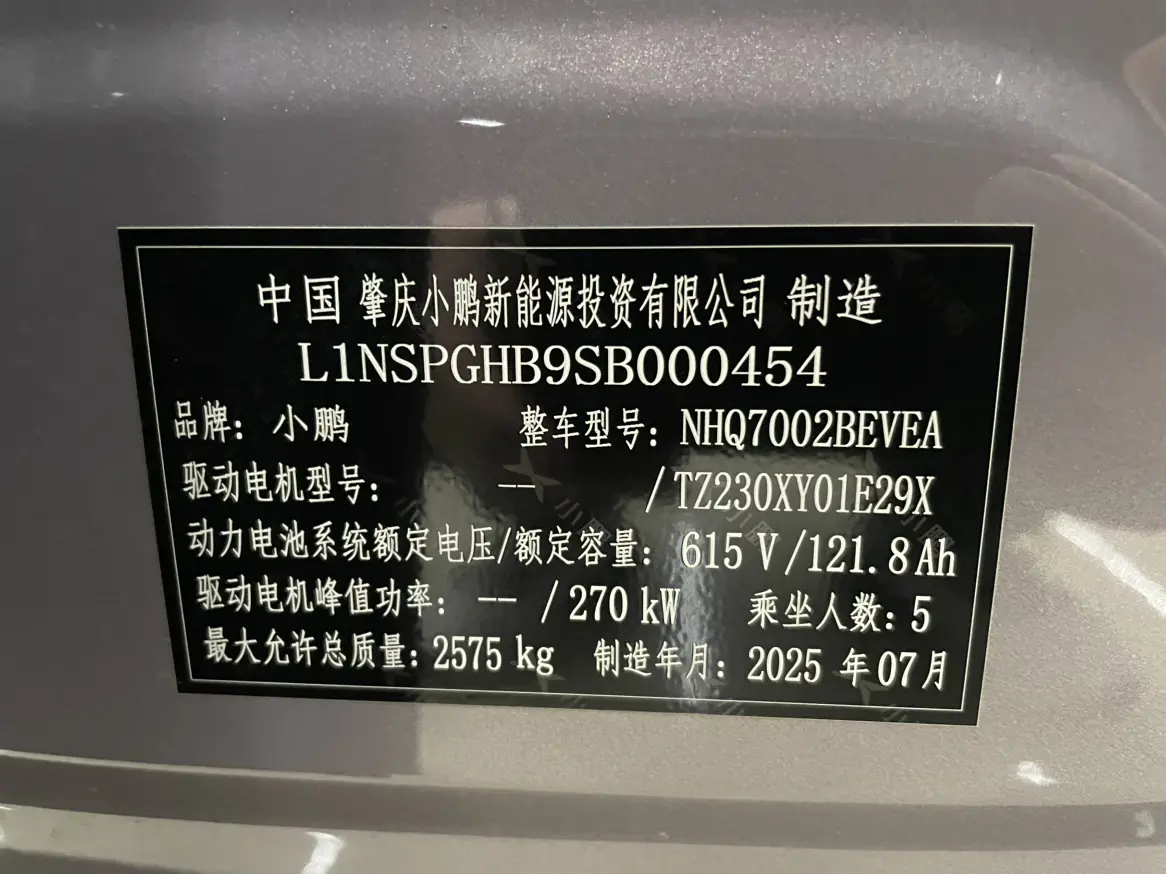 中国 肇庆小鹏新能源投资有限公司 制造
L1NSPGHB9SB000454
品牌：小鹏 整车型号：NHQ7002BEVEA
驱动电机型号： -- /TZ230XY01E29X
动力电池系统额定电压/额定容量：615 V/121.8Ah
驱动电机峰值功率：-- /270 kW 乘坐人数：5
最大允许总质量：2575 kg 制造年月：2025 年07月